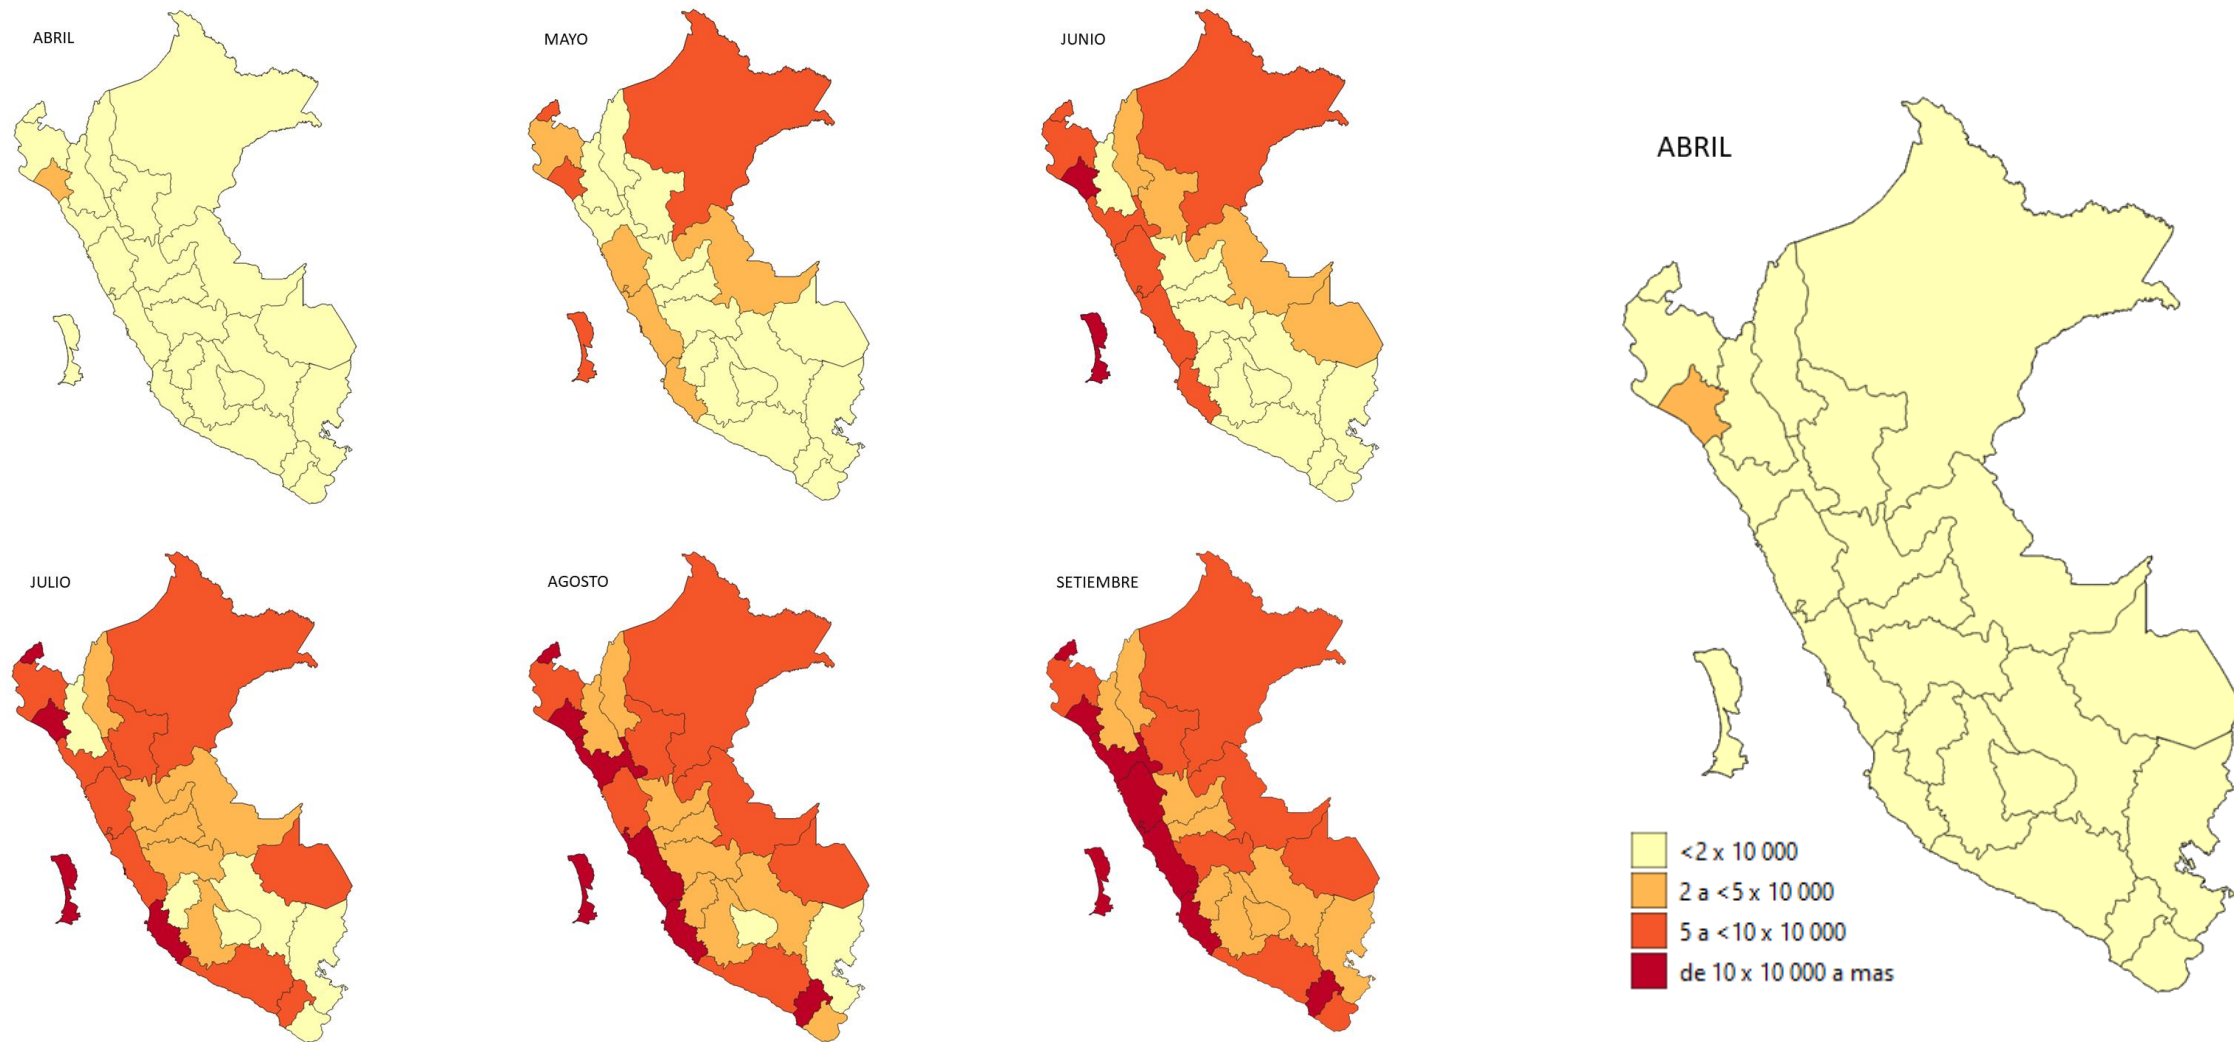 ABRIL
MAYO
JUNIO
ABRIL
JULIO
AGOSTO
SETIEMBRE
<2 x 10 000
2 a <5 x 10 000
5 a <10 x 10 000
de 10 x 10 000 a mas